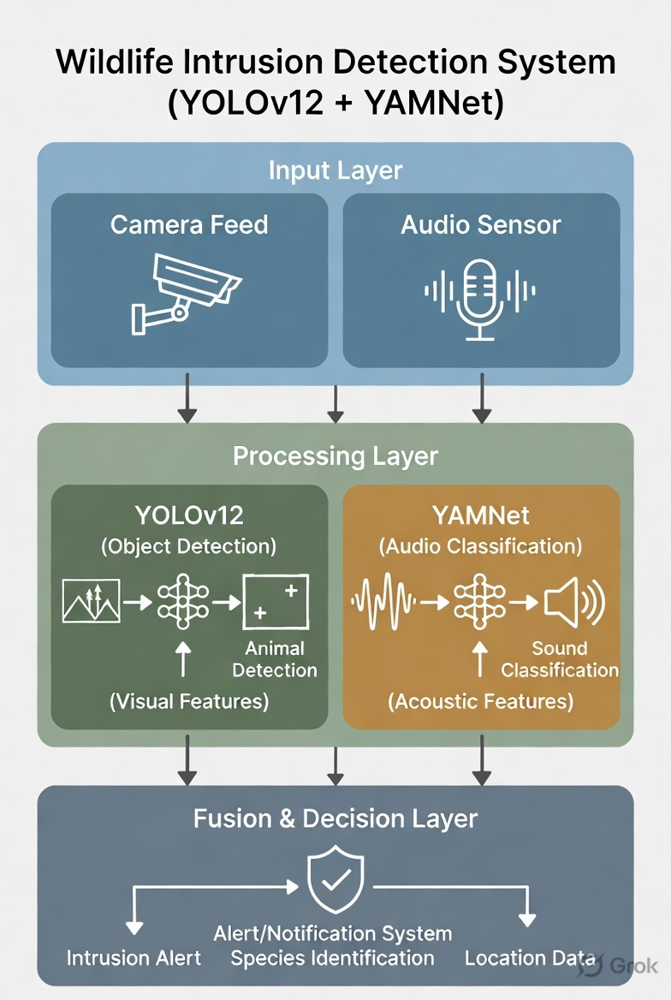 Wildlife Intrusion Detection System
(YOLOv12 + YAMNet)
Input Layer
Camera Feed
Audio Sensor
Processing Layer
YOLOv12
(Object Detection)
Animal
Detection
(Visual Features)
YAMNet
(Audio Classification)
Sound
Classification
(Acoustic Features)
Fusion & Decision Layer
Alert/Notification System
Intrusion Alert
Species Identification
Location Data
Grok